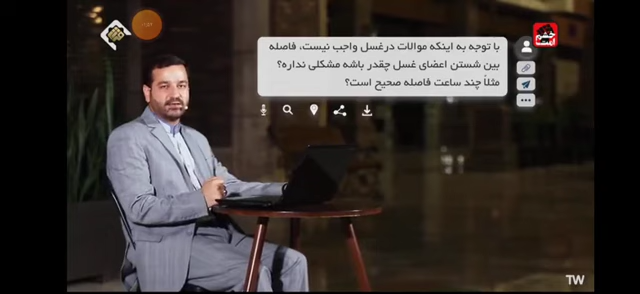 با توجه به اینکه موالات درغسل واجب نیست، فاصله
بین شستن اعضای غسل چقدر باشه مشکلی نداره؟
مثلاً چند ساعت فاصله صحیح است؟
TW